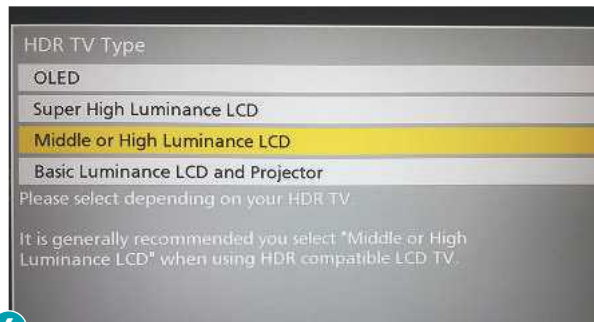 HDR TV Type
OLED
Super High Luminance LCD
Middle or High Luminance LCD
Basic Luminance LCD and Projector
Please select depending on your HDR TV.
It is generally recommended you select "Middle or High
Luminance LCD" when using HDR compatible LCD TV.